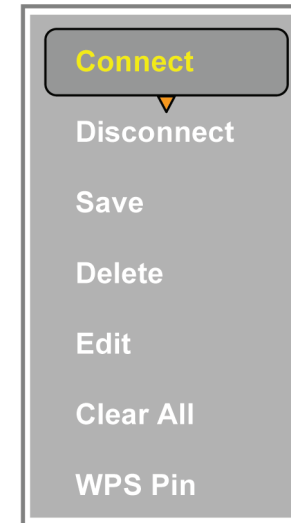 Connect
Disconnect
Save
Delete
Edit
Clear All
WPS Pin